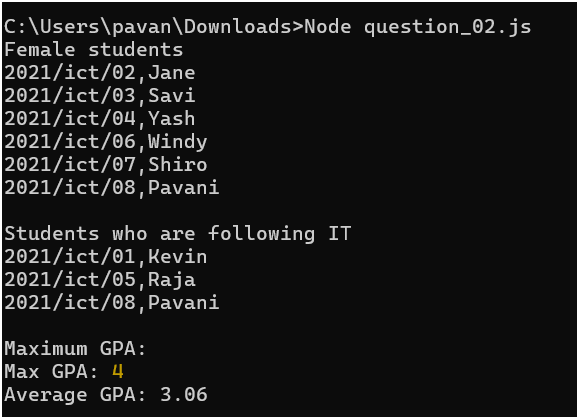 C:\Users\pavan\Downloads>Node question_02.js
Female students
2021/ict/02,Jane
2021/ict/03,Savi
2021/ict/04,Yash
2021/ict/06,Windy
2021/ict/07,Shiro
2021/ict/08,Pavani
Students who are following IT
2021/ict/01,Kevin
2021/ict/05,Raja
2021/ict/08,Pavani
Maximum GPA:
Max GPA: 4
Average GPA: 3.06